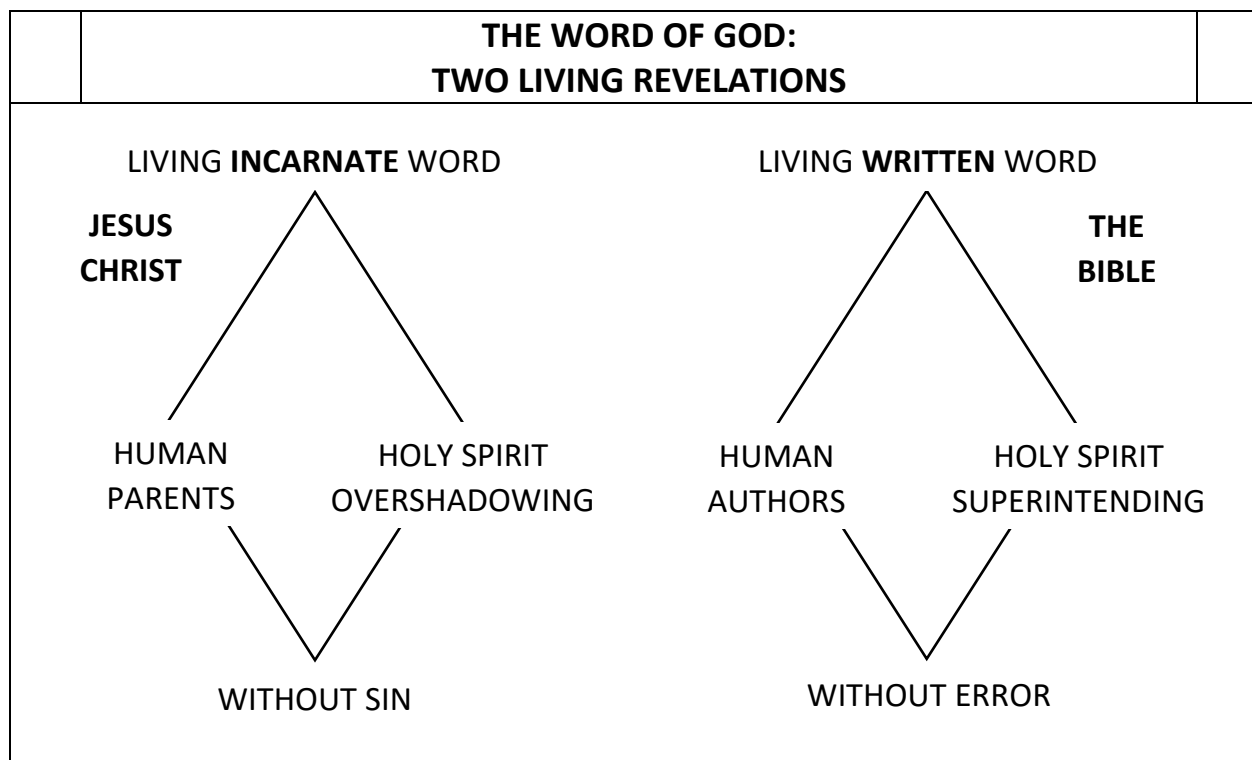 THE WORD OF GOD:
TWO LIVING REVELATIONS
LIVING INCARNATE WORD
JESUS
CHRIST
HUMAN
PARENTS
HOLY SPIRIT
OVERSHADOWING
WITHOUT SIN
LIVING WRITTEN WORD
THE
BIBLE
HUMAN
AUTHORS
HOLY SPIRIT
SUPERINTENDING
WITHOUT ERROR